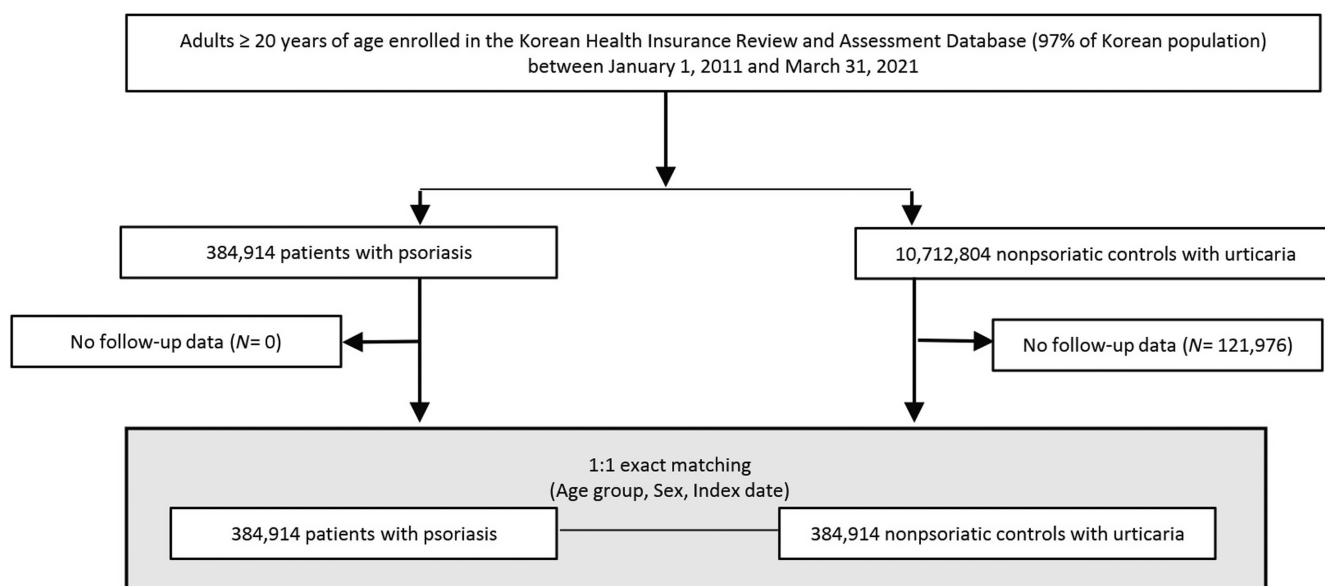 Adults ≥ 20 years of age enrolled in the Korean Health Insurance Review and Assessment Database (97% of Korean population)
between January 1, 2011 and March 31, 2021
384,914 patients with psoriasis
10,712,804 nonpsoriatic controls with urticaria
No follow-up data (N= 0)
No follow-up data (N= 121,976)
1:1 exact matching
(Age group, Sex, Index date)
384,914 patients with psoriasis
384,914 nonpsoriatic controls with urticaria